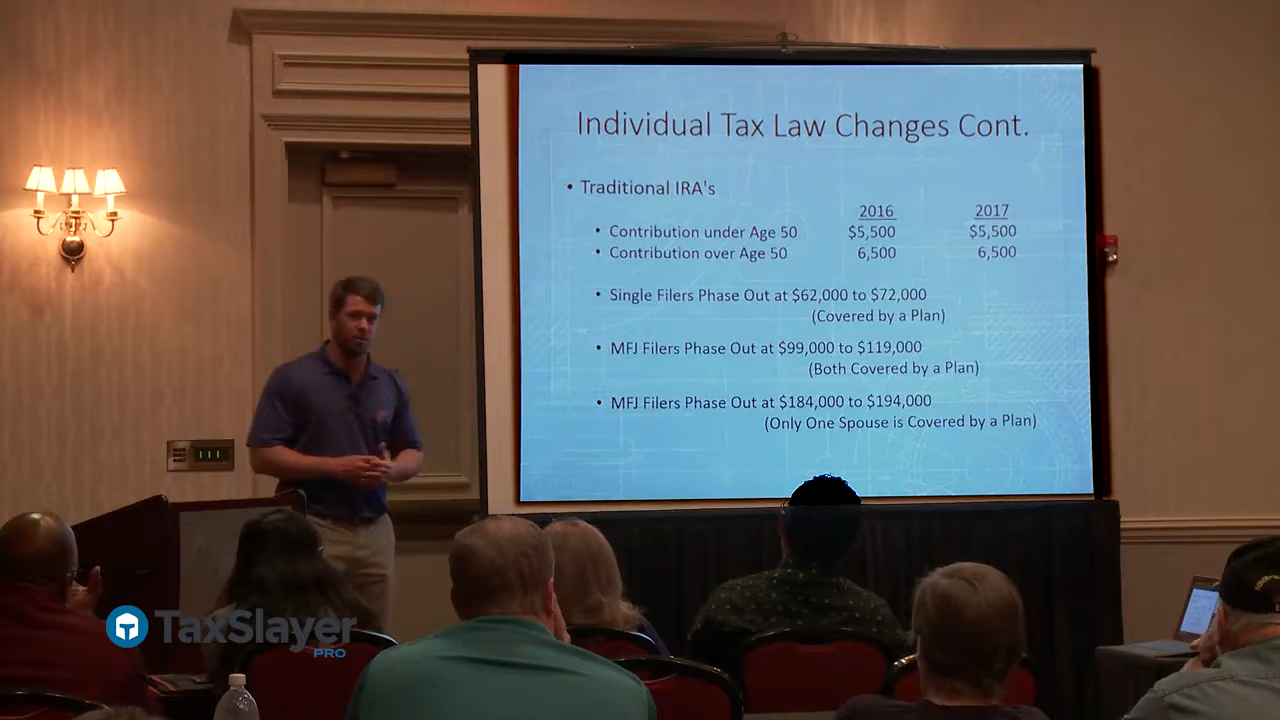 Individual Tax Law Changes Cont.
• Traditional IRA's
2016 2017
• Contribution under Age 50 $5,500 $5,500
• Contribution over Age 50 6,500 6,500
• Single Filers Phase Out at $62,000 to $72,000
(Covered by a Plan)
• MFJ Filers Phase Out at $99,000 to $119,000
(Both Covered by a Plan)
• MFJ Filers Phase Out at $184,000 to $194,000
(Only One Spouse is Covered by a Plan)
TaxSlayer
PRO